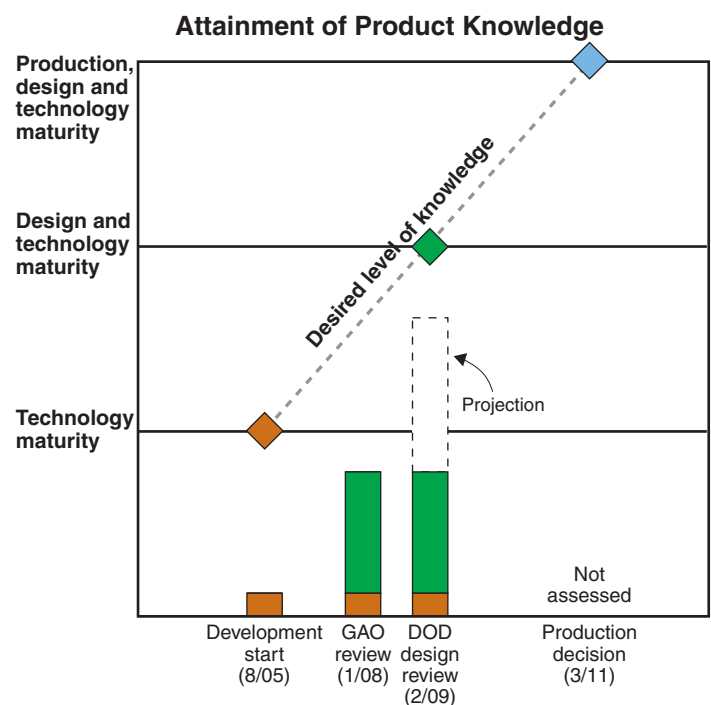 Attainment of Product Knowledge
Production,
design and
technology
maturity
Design and
technology
maturity
Desired level of knowledge
Projection
Technology
maturity
Not
assessed
Development
start
(8/05)
GAO
review
(1/08)
DOD
design
review
(2/09)
Production
decision
(3/11)